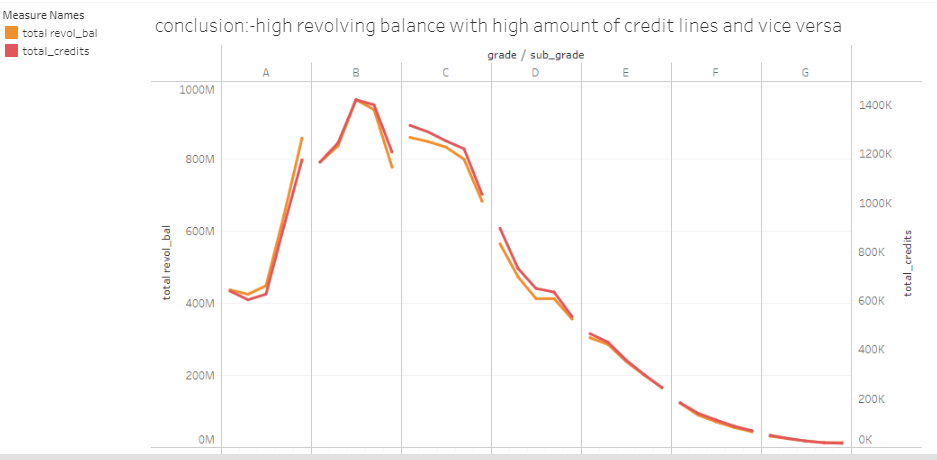 Measure Names
total revol_bal
total_credits
conclusion:-high revolving balance with high amount of credit lines and vice versa
grade / sub_grade
A B C D E F G
1000M
800M
600M
400M
200M
0M
total revol_bal
1400K
1200K
1000K
800K
600K
400K
200K
0K
total_credits